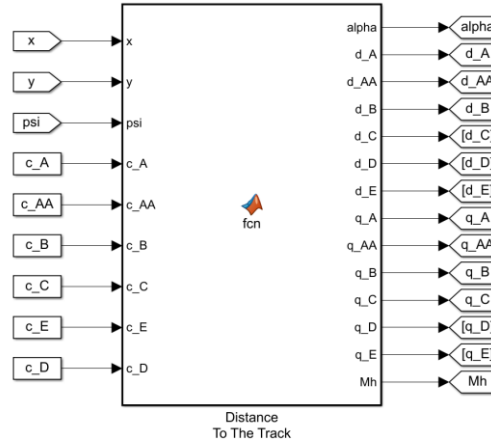 x
x
alpha
alpha
d_A
d_A
y
y
d_AA
d_AA
d_B
d_B
psi
psi
d_C
[d_C]
c_A
c_A
d_D
[d_D]
d_E
[d_E]
c_AA
c_AA
fcn
q_A
q_A
c_B
c_B
q_AA
q_AA
q_B
q_B
c_C
c_C
q_C
q_C
c_E
c_E
q_D
[q_D]
q_E
[q_E]
c_D
c_D
Mh
Mh
Distance
To The Track